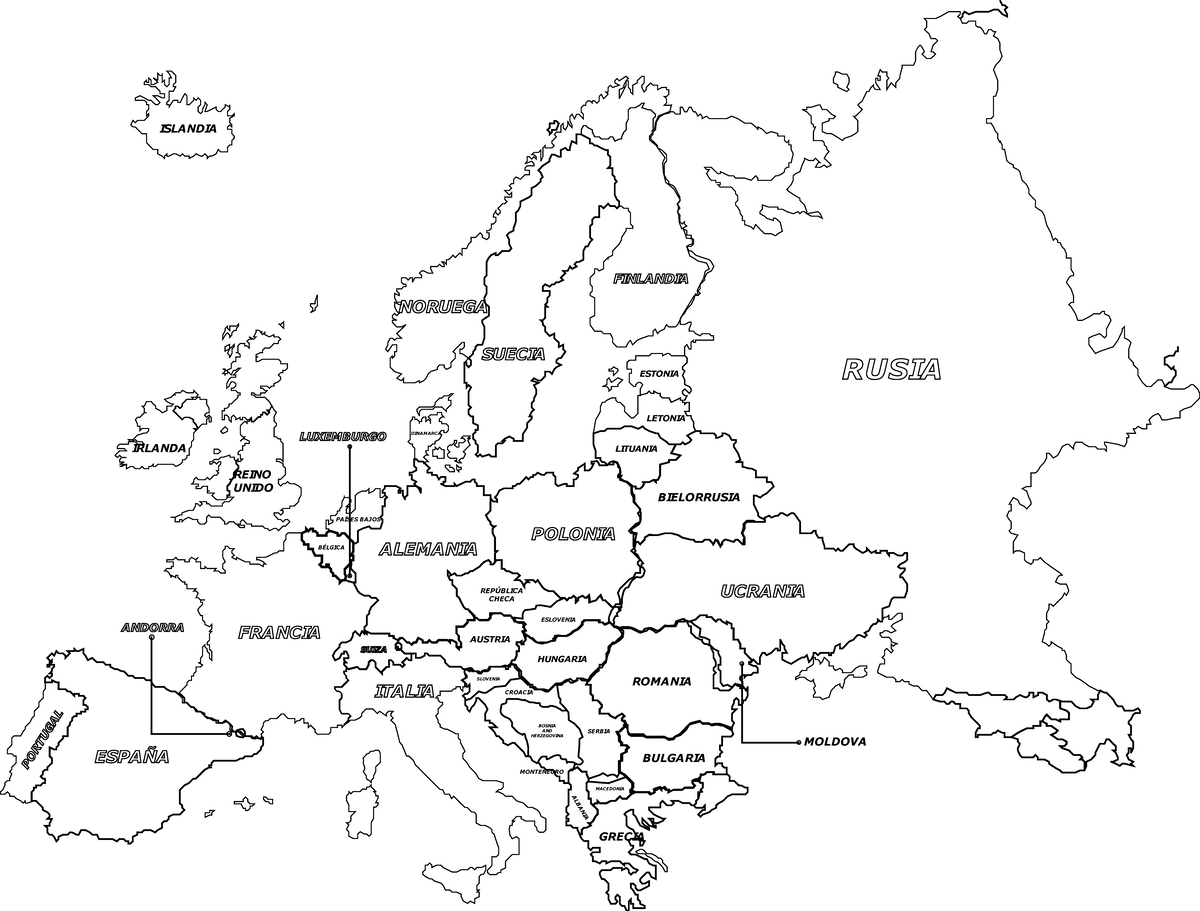 ISLANDIA
FINLANDIA
NORUEGA
SUECIA
RUSIA
ESTONIA
LETONIA
DINAMARCA
LUXEMBURGO
IRLANDA
LITUANIA
REINO
UNIDO
BIELORRUSIA
PAISES BAJOS
POLONIA
BÉLGICA
ALEMANIA
UCRANIA
REPÚBLICA
CHECA
ESLOVENIA
ANDORRA
FRANCIA
AUSTRIA
SUIZA
HUNGARIA
SLOVENIA
ROMANIA
ITALIA
CROACIA
PORTUGAL
BOSNIA
AND
HERZEGOVINA
SERBIA
MOLDOVA
ESPAÑA
BULGARIA
MONTENEGRO
MACEDONIA
ALBANIA
GRECIA